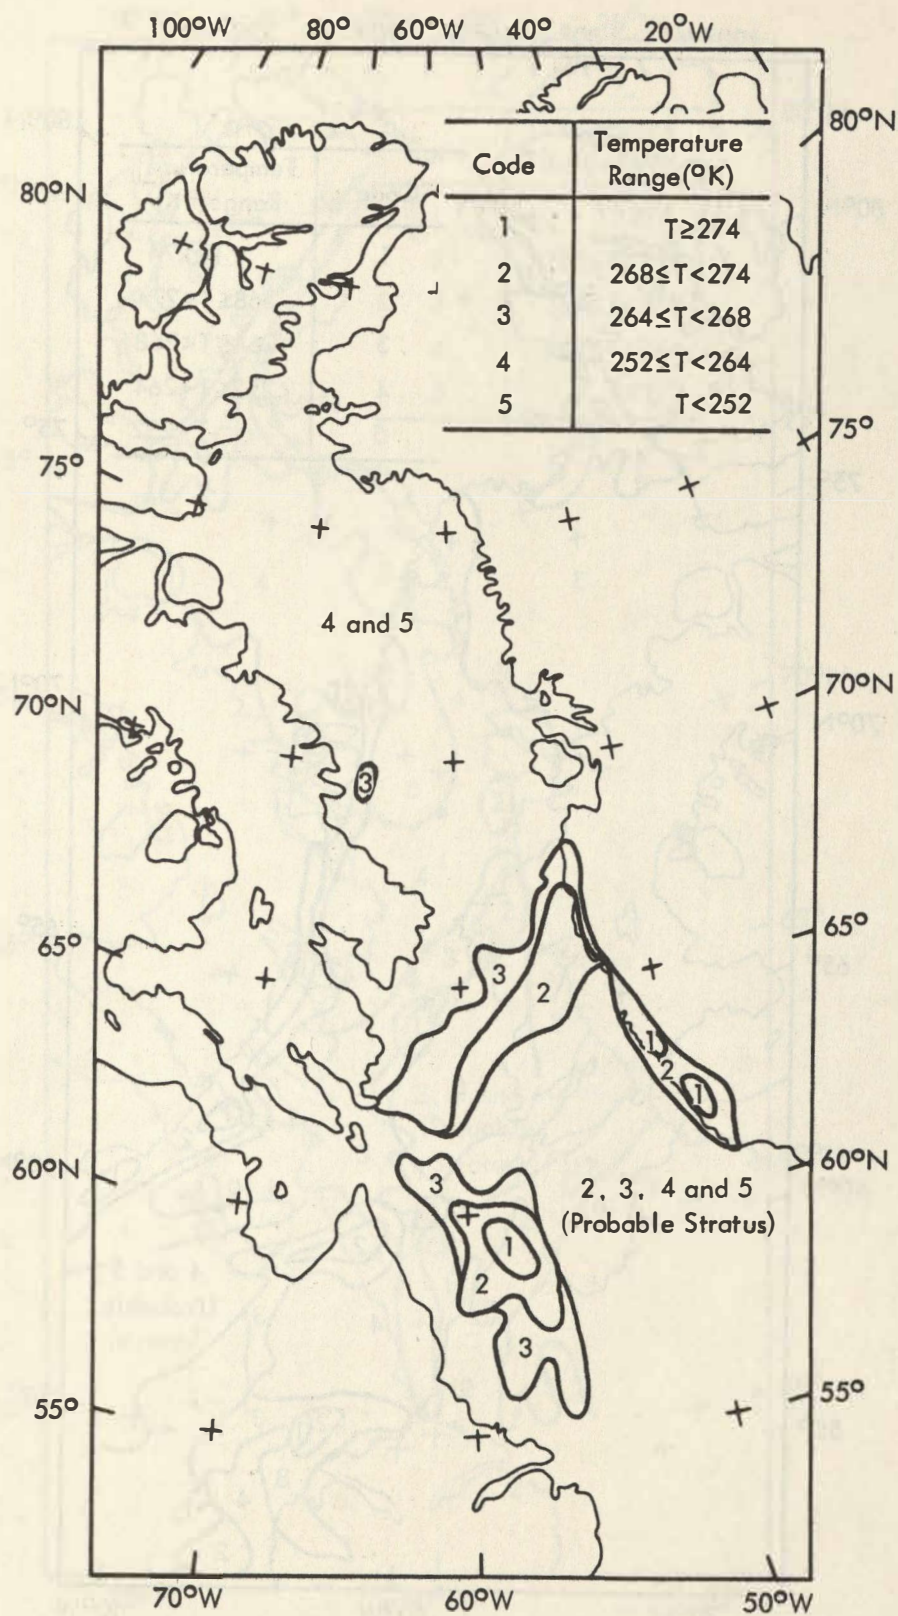 100°W 80° 60°W 20°W
80°N
80°N
Code Temperature Range(°K)
1 T≥274
2 268≤T<274
3 264≤T<268
4 252≤T<264
5 T<252
75°
75°
4 and 5
70°N
70°N
3
65°
65°
3
2
1
2
1
60°N
60°N
3
2, 3, 4 and 5
(Probable Stratus)
1
2
3
55°
55°
70°W 60°W 50°W